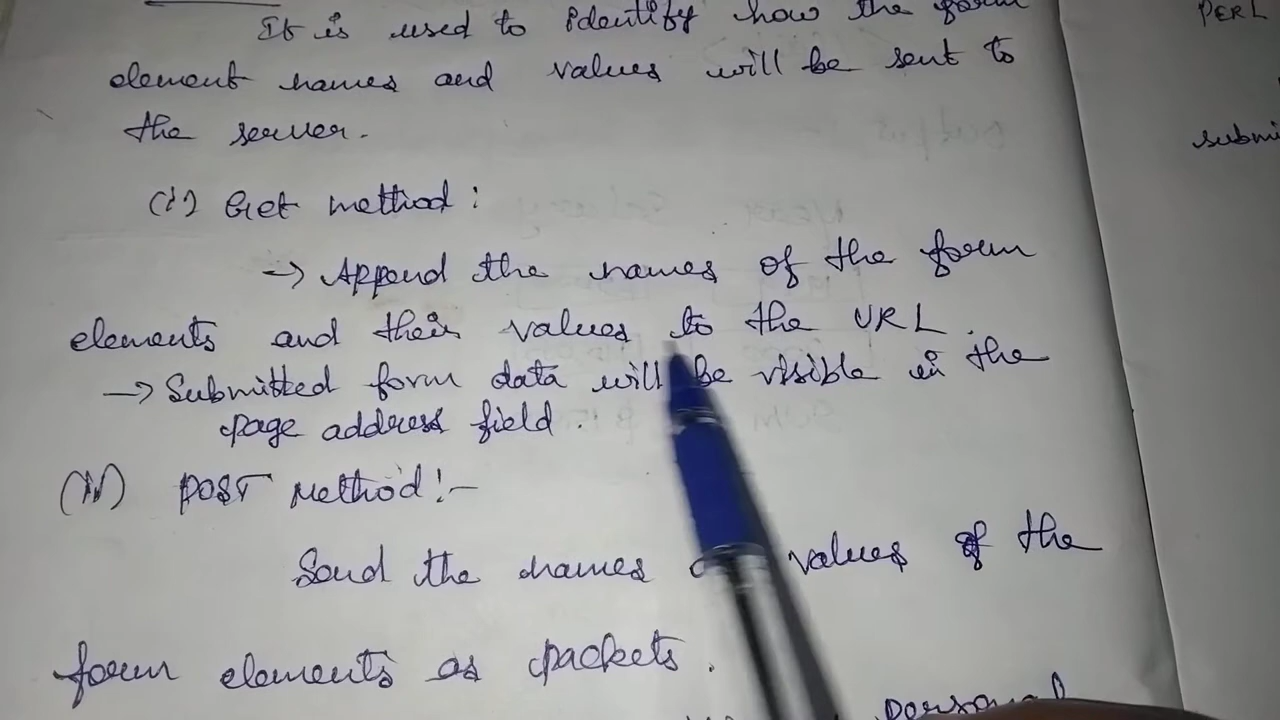 It is used to identify how the form
element names and values will be sent to
the server.
(i) Get method :
→ Append the names of the form
elements and their values to the URL.
→ Submitted form data will be visible in the
page address field.
(ii) POST Method :-
Send the names values of the
form elements as packets.
personal
PERL
submi